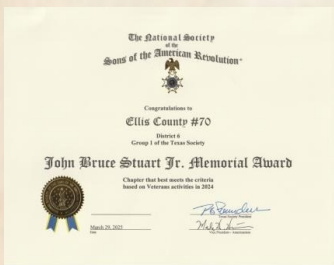 The National Society
of the
Sons of the American Revolution
Congratulations to
Ellis County #70
District 6
Group 1 of the Texas Society
John Bruce Stuart Jr. Memorial Award
Chapter that best meets the criteria
based on Veterans activities in 2024
March 29, 2025
Date